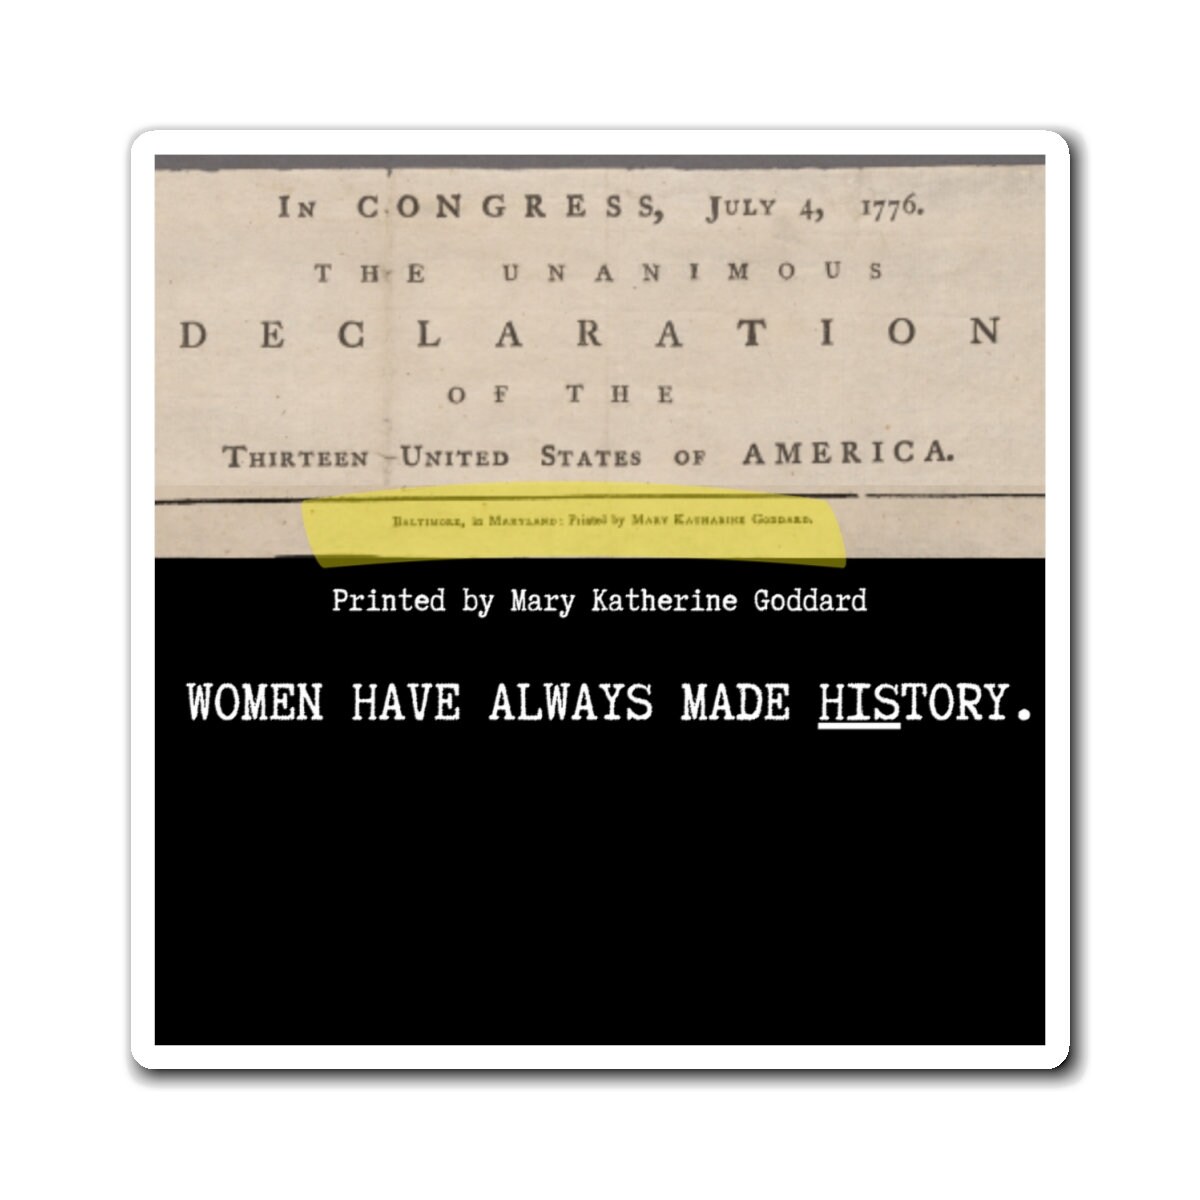 IN CONGRESS, JULY 4, 1776.
THE UNANIMOUS
DECLARATION
OF THE
THIRTEEN UNITED STATES OF AMERICA.
BALTIMORE, in MARYLAND: Printed by MARY KATHARINE GODDARD.
Printed by Mary Katherine Goddard
WOMEN HAVE ALWAYS MADE HISTORY.